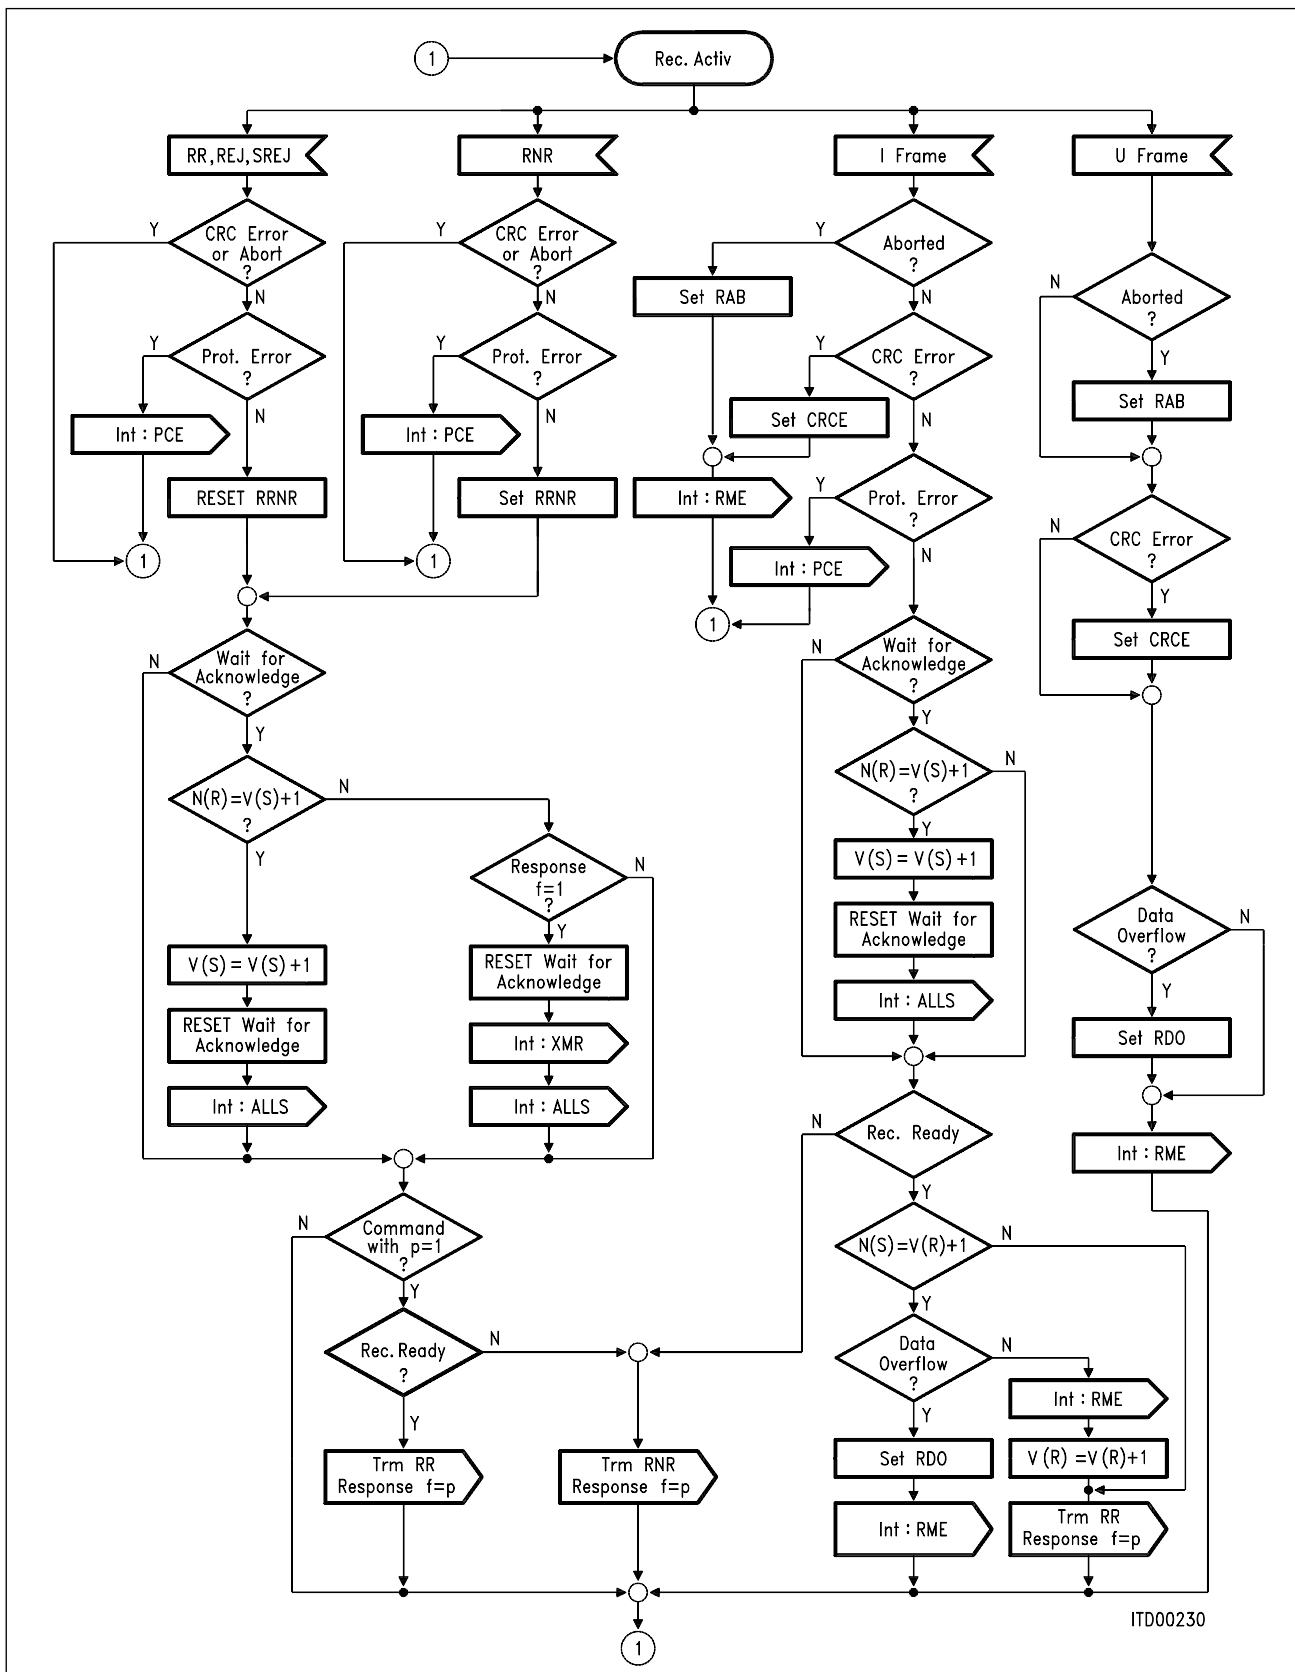 1
Rec. Activ
RR, REJ, SREJ
RNR
I Frame
U Frame
Y
CRC Error
or Abort
?
N
Y
CRC Error
or Abort
?
N
Y
Aborted
?
N
Set RAB
N
Aborted
?
Y
Set RAB
Y
Prot. Error
?
N
Int : PCE
RESET RRNR
1
Y
Prot. Error
?
N
Int : PCE
Set RRNR
1
Y
CRC Error
?
N
Set CRCE
Int : RME
Y
Prot. Error
?
N
Int : PCE
1
N
CRC Error
?
Y
Set CRCE
N
Wait for
Acknowledge
?
Y
N(R)=V(S)+1
?
N
Y
Response
f=1
?
N
Y
V(S) = V(S)+1
RESET Wait for
Acknowledge
Int : ALLS
RESET Wait for
Acknowledge
Int : XMR
Int : ALLS
N
Wait for
Acknowledge
?
Y
N(R)=V(S)+1
?
N
Y
V(S) = V(S)+1
RESET Wait for
Acknowledge
Int : ALLS
Data
Overflow
?
N
Y
Set RDO
Int : RME
N
Rec. Ready
Y
N(S)=V(R)+1
N
Y
Data
Overflow
?
N
Y
Set RDO
Int : RME
Int : RME
V(R) =V(R)+1
Trm RR
Response f=p
N
Command
with p=1
?
Y
Rec. Ready
?
N
Y
Trm RR
Response f=p
Trm RNR
Response f=p
1
ITD00230